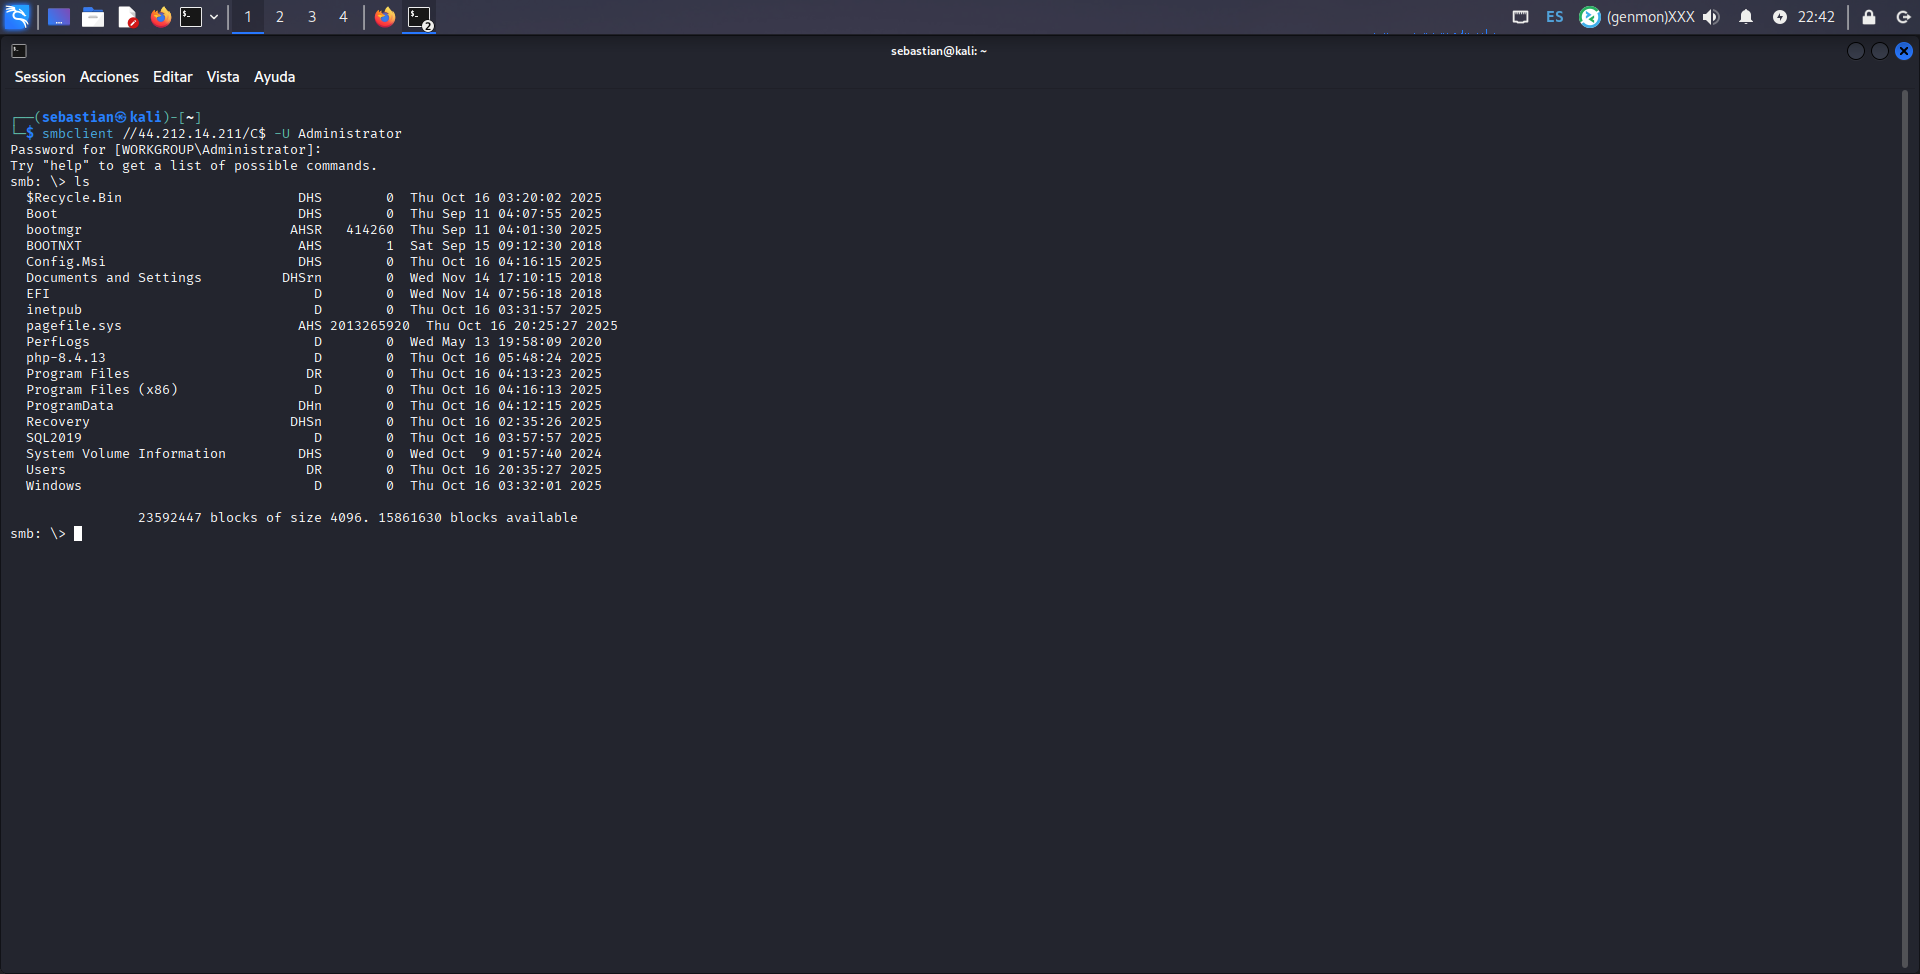 1 2 3 4 2 ES (genmon)XXX 22:42
sebastian@kali: ~
Session Acciones Editar Vista Ayuda
┌──(sebastian㉿kali)-[~]
└─$ smbclient //44.212.14.211/C$ -U Administrator
Password for [WORKGROUP\Administrator]:
Try "help" to get a list of possible commands.
smb: \> ls
  $Recycle.Bin                      DHS        0  Thu Oct 16 03:20:02 2025
  Boot                              DHS        0  Thu Sep 11 04:07:55 2025
  bootmgr                          AHSR   414260  Thu Sep 11 04:01:30 2025
  BOOTNXT                           AHS        1  Sat Sep 15 09:12:30 2018
  Config.Msi                        DHS        0  Thu Oct 16 04:16:15 2025
  Documents and Settings          DHSrn        0  Wed Nov 14 17:10:15 2018
  EFI                                 D        0  Wed Nov 14 07:56:18 2018
  inetpub                             D        0  Thu Oct 16 03:31:57 2025
  pagefile.sys                      AHS 2013265920  Thu Oct 16 20:25:27 2025
  PerfLogs                            D        0  Wed May 13 19:58:09 2020
  php-8.4.13                          D        0  Thu Oct 16 05:48:24 2025
  Program Files                      DR        0  Thu Oct 16 04:13:23 2025
  Program Files (x86)                 D        0  Thu Oct 16 04:16:13 2025
  ProgramData                       DHn        0  Thu Oct 16 04:12:15 2025
  Recovery                         DHSn        0  Thu Oct 16 02:35:26 2025
  SQL2019                             D        0  Thu Oct 16 03:57:57 2025
  System Volume Information         DHS        0  Wed Oct  9 01:57:40 2024
  Users                              DR        0  Thu Oct 16 20:35:27 2025
  Windows                             D        0  Thu Oct 16 03:32:01 2025
                23592447 blocks of size 4096. 15861630 blocks available
smb: \>